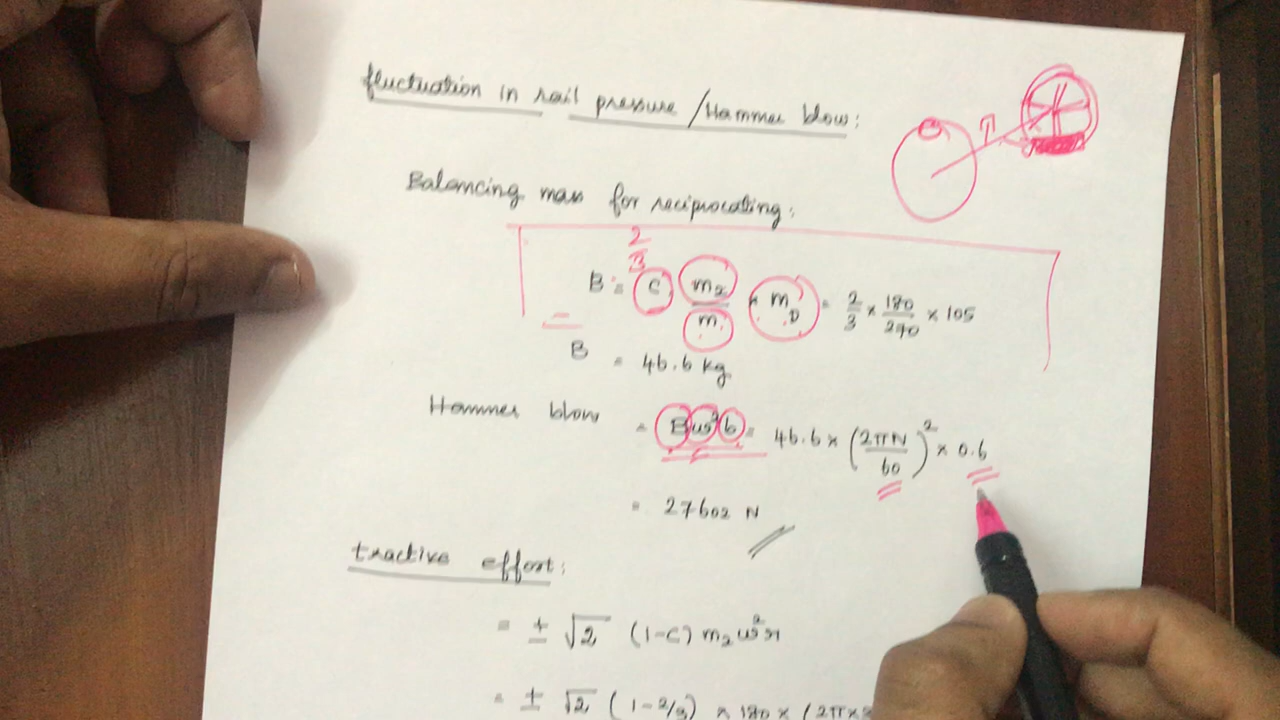 fluctuation in rail pressure / Hammer blow:
Balancing mass for reciprocating:
2/3
B = C m2/m × mD = 2/3 × 180/270 × 105
B = 46.6 kg
Hammer blow = Bω²b = 46.6 × (2πN/60)² × 0.6
= 27602 N
tractive effort:
= ± √2 (1-C) m2 ω² r
= ± √2 (1-2/3) × 180 × (2π×3